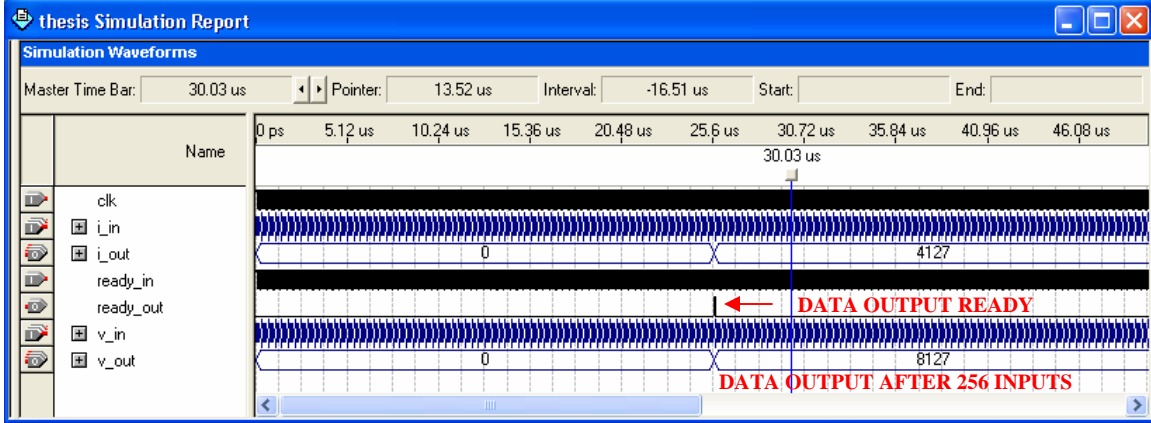 thesis Simulation Report
Simulation Waveforms
Master Time Bar: 30.03 us Pointer: 13.52 us Interval: -16.51 us Start: End:
Name 0 ps 5.12 us 10.24 us 15.36 us 20.48 us 25.6 us 30.72 us 35.84 us 40.96 us 46.08 us
30.03 us
clk
i_in
i_out 0 4127
ready_in
ready_out DATA OUTPUT READY
v_in
v_out 0 8127
DATA OUTPUT AFTER 256 INPUTS